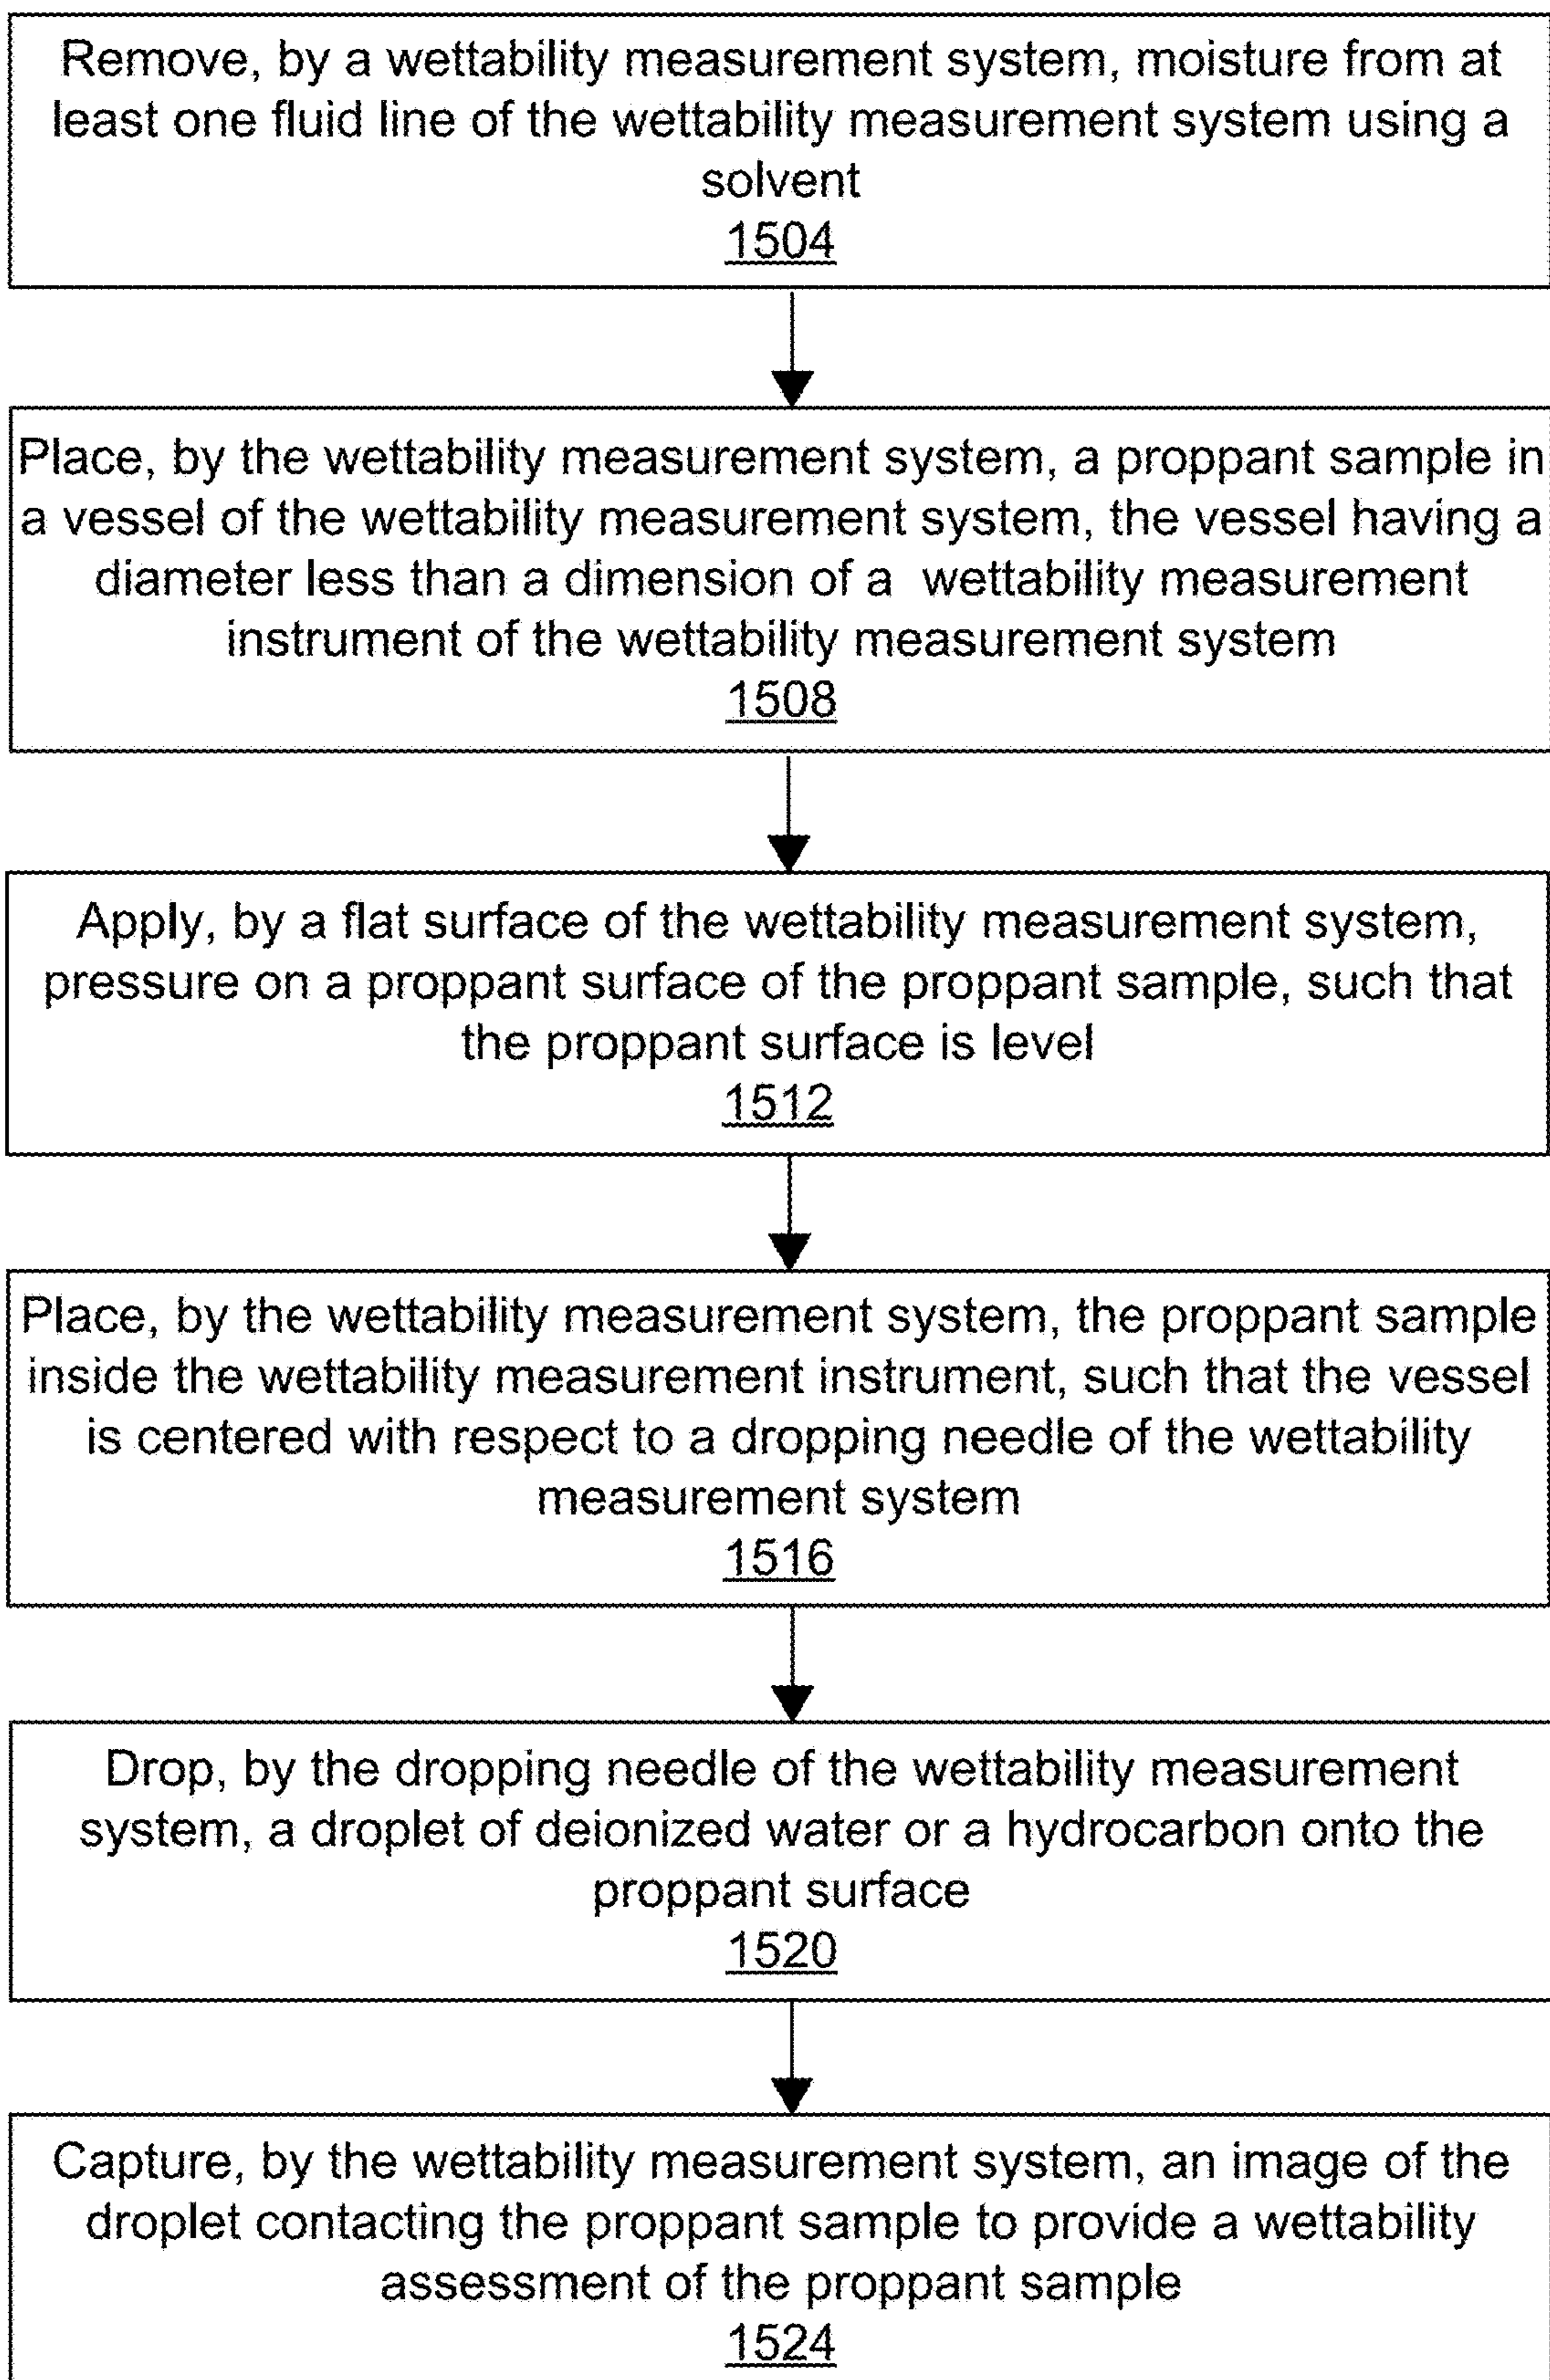 Remove, by a wettability measurement system, moisture from at
least one fluid line of the wettability measurement system using a
solvent
1504
Place, by the wettability measurement system, a proppant sample in
a vessel of the wettability measurement system, the vessel having a
diameter less than a dimension of a wettability measurement
instrument of the wettability measurement system
1508
Apply, by a flat surface of the wettability measurement system,
pressure on a proppant surface of the proppant sample, such that
the proppant surface is level
1512
Place, by the wettability measurement system, the proppant sample
inside the wettability measurement instrument, such that the vessel
is centered with respect to a dropping needle of the wettability
measurement system
1516
Drop, by the dropping needle of the wettability measurement
system, a droplet of deionized water or a hydrocarbon onto the
proppant surface
1520
Capture, by the wettability measurement system, an image of the
droplet contacting the proppant sample to provide a wettability
assessment of the proppant sample
1524